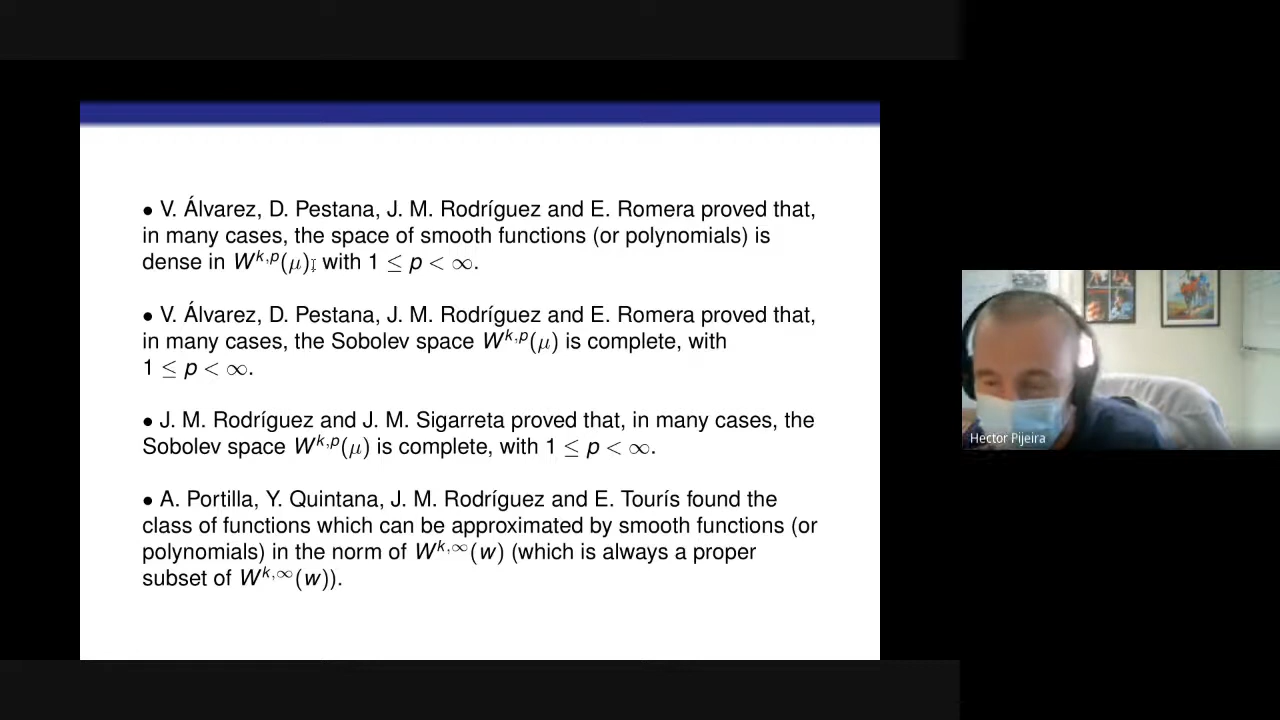 • V. Álvarez, D. Pestana, J. M. Rodríguez and E. Romera proved that,
in many cases, the space of smooth functions (or polynomials) is
dense in W^{k,p}(μ), with 1 ≤ p < ∞.
• V. Álvarez, D. Pestana, J. M. Rodríguez and E. Romera proved that,
in many cases, the Sobolev space W^{k,p}(μ) is complete, with
1 ≤ p < ∞.
• J. M. Rodríguez and J. M. Sigarreta proved that, in many cases, the
Sobolev space W^{k,p}(μ) is complete, with 1 ≤ p < ∞.
• A. Portilla, Y. Quintana, J. M. Rodríguez and E. Tourís found the
class of functions which can be approximated by smooth functions (or
polynomials) in the norm of W^{k,∞}(w) (which is always a proper
subset of W^{k,∞}(w)).
Hector Pijeira